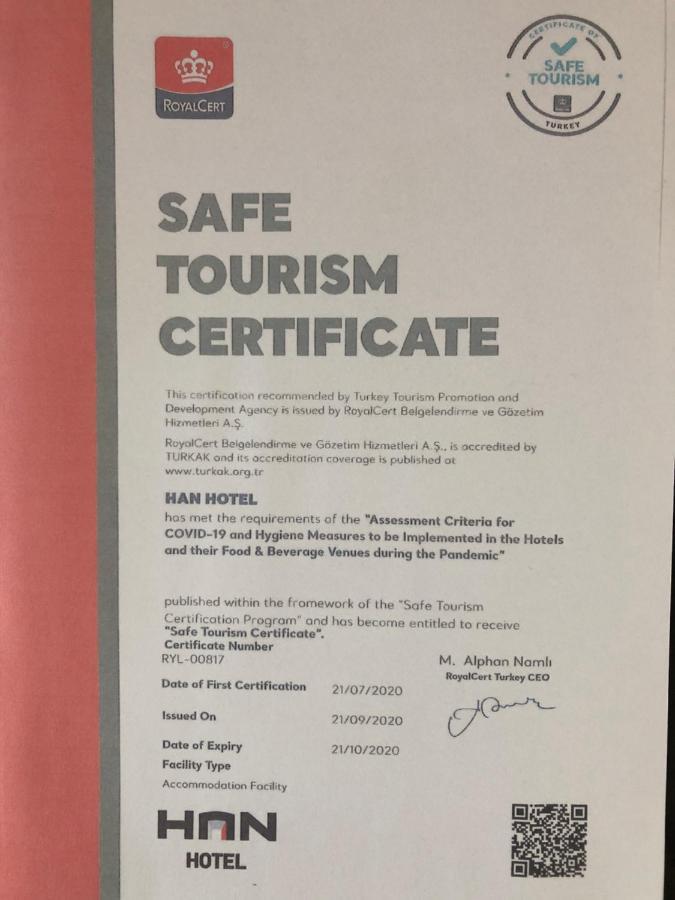 ROYALCERT
®
CERTIFICATE OF
SAFE
TOURISM
TURKEY
SAFE
TOURISM
CERTIFICATE
This certification recommended by Turkey Tourism Promotion and
Development Agency is issued by RoyalCert Belgelendirme ve Gözetim
Hizmetleri A.Ş.
RoyalCert Belgelendirme ve Gözetim Hizmetleri A.Ş., is accredited by
TURKAK and its accreditation coverage is published at
www.turkak.org.tr
HAN HOTEL
has met the requirements of the "Assessment Criteria for
COVID-19 and Hygiene Measures to be Implemented in the Hotels
and their Food & Beverage Venues during the Pandemic"
published within the framework of the "Safe Tourism
Certification Program" and has become entitled to receive
"Safe Tourism Certificate".
Certificate Number
RYL-00817
M. Alphan Namlı
RoyalCert Turkey CEO
Date of First Certification 21/07/2020
Issued On 21/09/2020
Date of Expiry 21/10/2020
Facility Type
Accommodation Facility
HAN
HOTEL